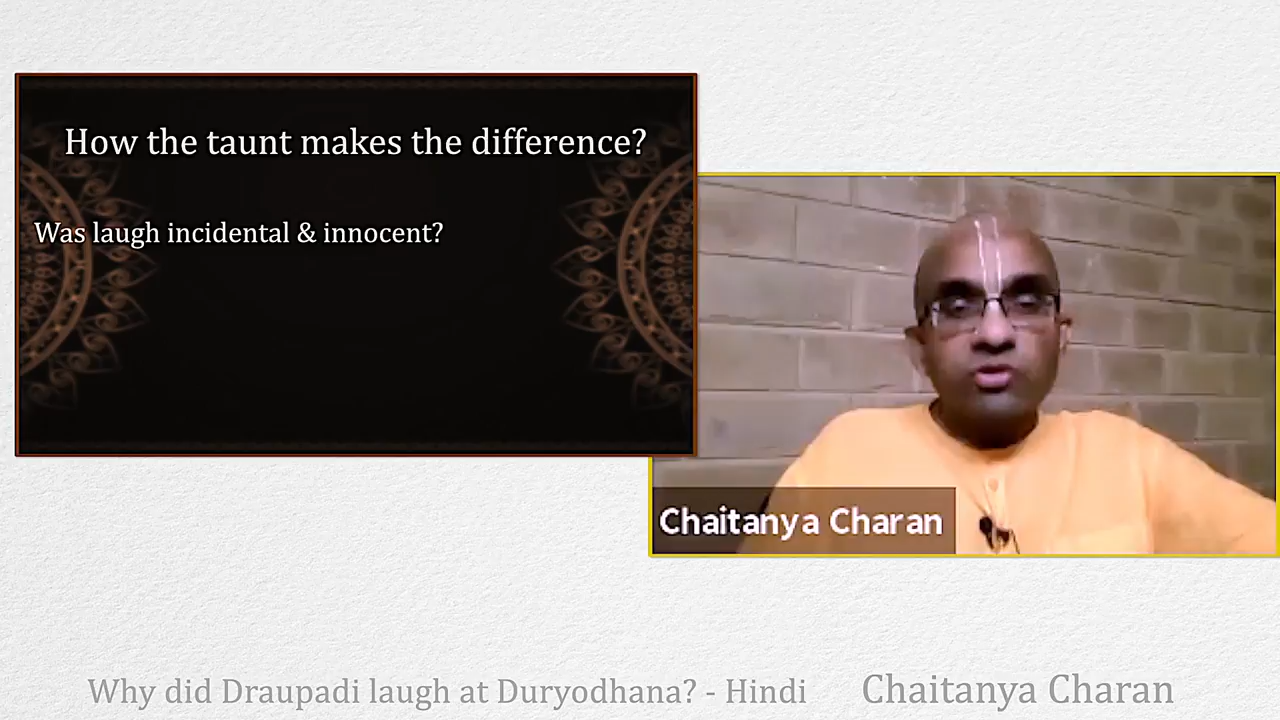 How the taunt makes the difference?
Was laugh incidental & innocent?
Chaitanya Charan
Why did Draupadi laugh at Duryodhana? - Hindi
Chaitanya Charan